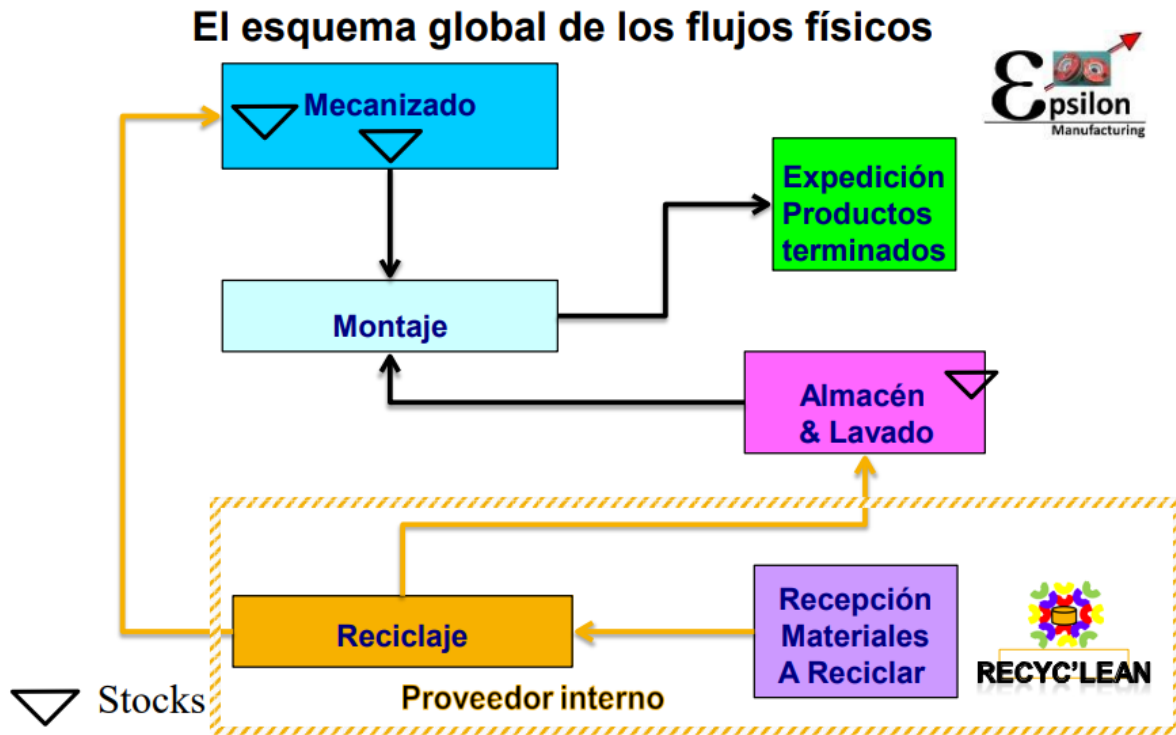 El esquema global de los flujos físicos
εpsilon
Manufacturing
Mecanizado
Expedición
Productos
terminados
Montaje
Almacén
& Lavado
Recepción
Materiales
A Reciclar
Reciclaje
RECYC'LEAN
Proveedor interno
Stocks